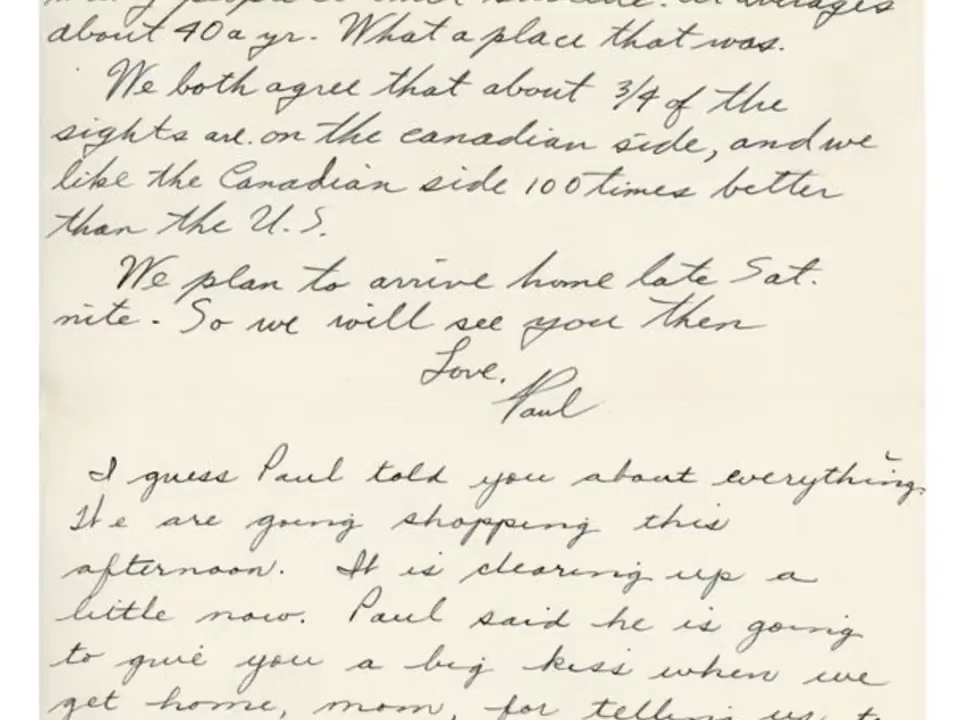 people averages
about 40 a yr. What a place that was.
We both agree that about 3/4 of the
sights are on the canadian side, and we
like the Canadian side 100 times better
than the U.S.
We plan to arrive home late Sat.
nite. So we will see you then
Love,
Paul
I guess Paul told you about everything.
We are going shopping this
afternoon. It is clearing up a
little now. Paul said he is going
to give you a big kiss when we
get home, mom, for telling us to